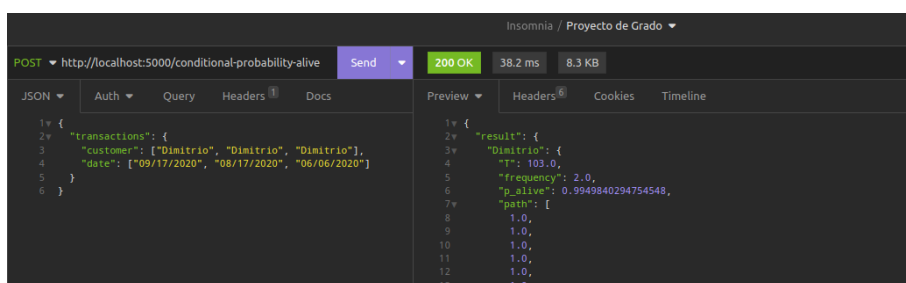 Insomnia / Proyecto de Grado
POST http://localhost:5000/conditional-probability-alive Send 200 OK 38.2 ms 8.3 KB
JSON Auth Query Headers 1 Docs Preview Headers 6 Cookies Timeline
1 {
2 "transactions": {
3 "customer": ["Dimitrio", "Dimitrio", "Dimitrio"],
4 "date": ["09/17/2020", "08/17/2020", "06/06/2020"]
5 }
6 }
1 {
2 "result": {
3 "Dimitrio": {
4 "T": 103.0,
5 "frequency": 2.0,
6 "p_alive": 0.9949840294754548,
7 "path": [
8 1.0,
9 1.0,
10 1.0,
11 1.0,
12 1.0,